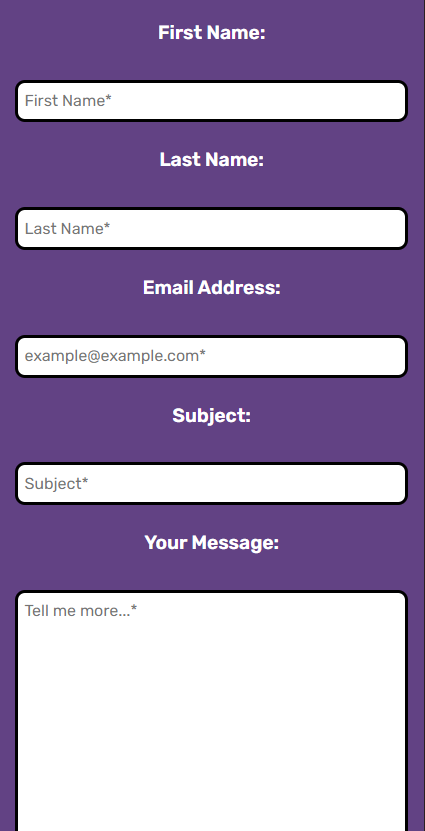 First Name:
First Name*
Last Name:
Last Name*
Email Address:
example@example.com*
Subject:
Subject*
Your Message:
Tell me more...*